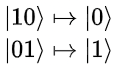 |10⟩ ↦ |0⟩
|01⟩ ↦ |1⟩